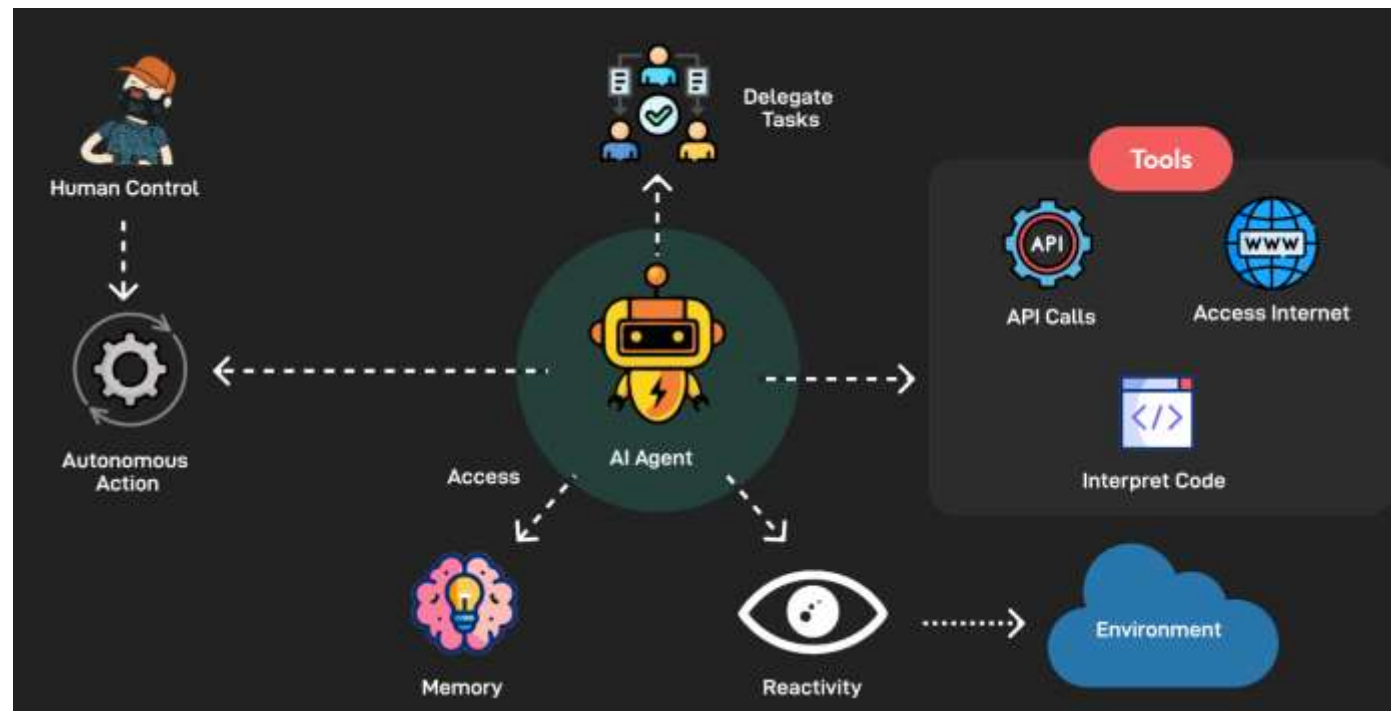 Human Control
Delegate
Tasks
Tools
API
API Calls
www
Access Internet
</>
Interpret Code
Autonomous
Action
AI Agent
Access
Memory
Reactivity
Environment